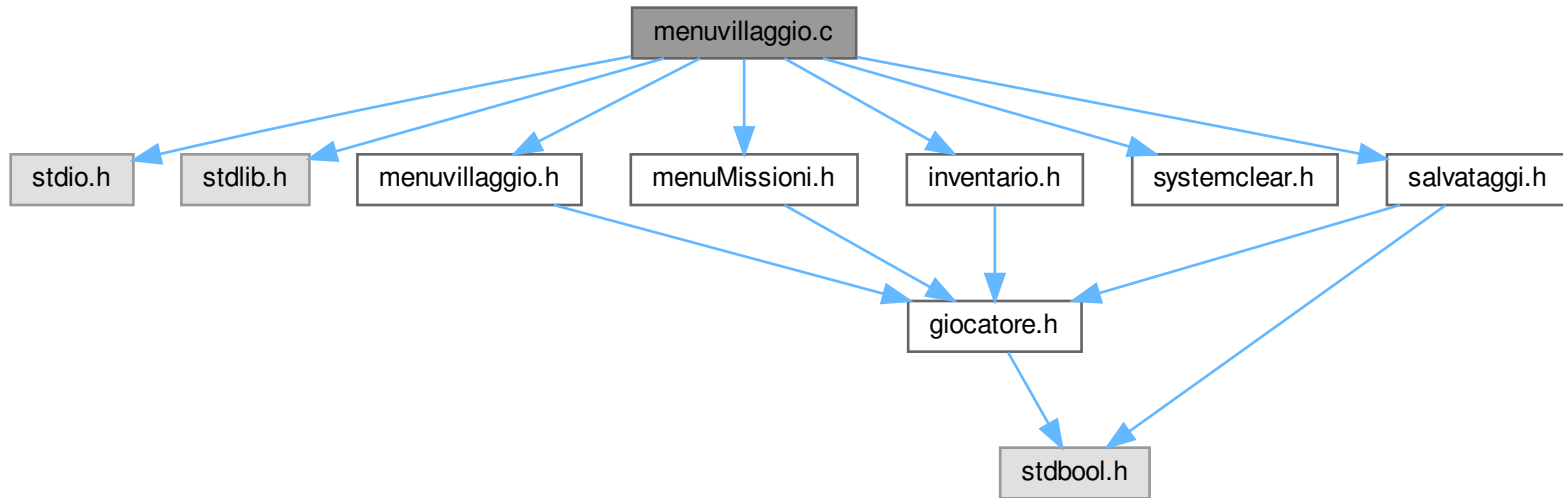 menuvillaggio.c
stdio.h
stdlib.h
menuvillaggio.h
menuMissioni.h
inventario.h
systemclear.h
salvataggi.h
giocatore.h
stdbool.h